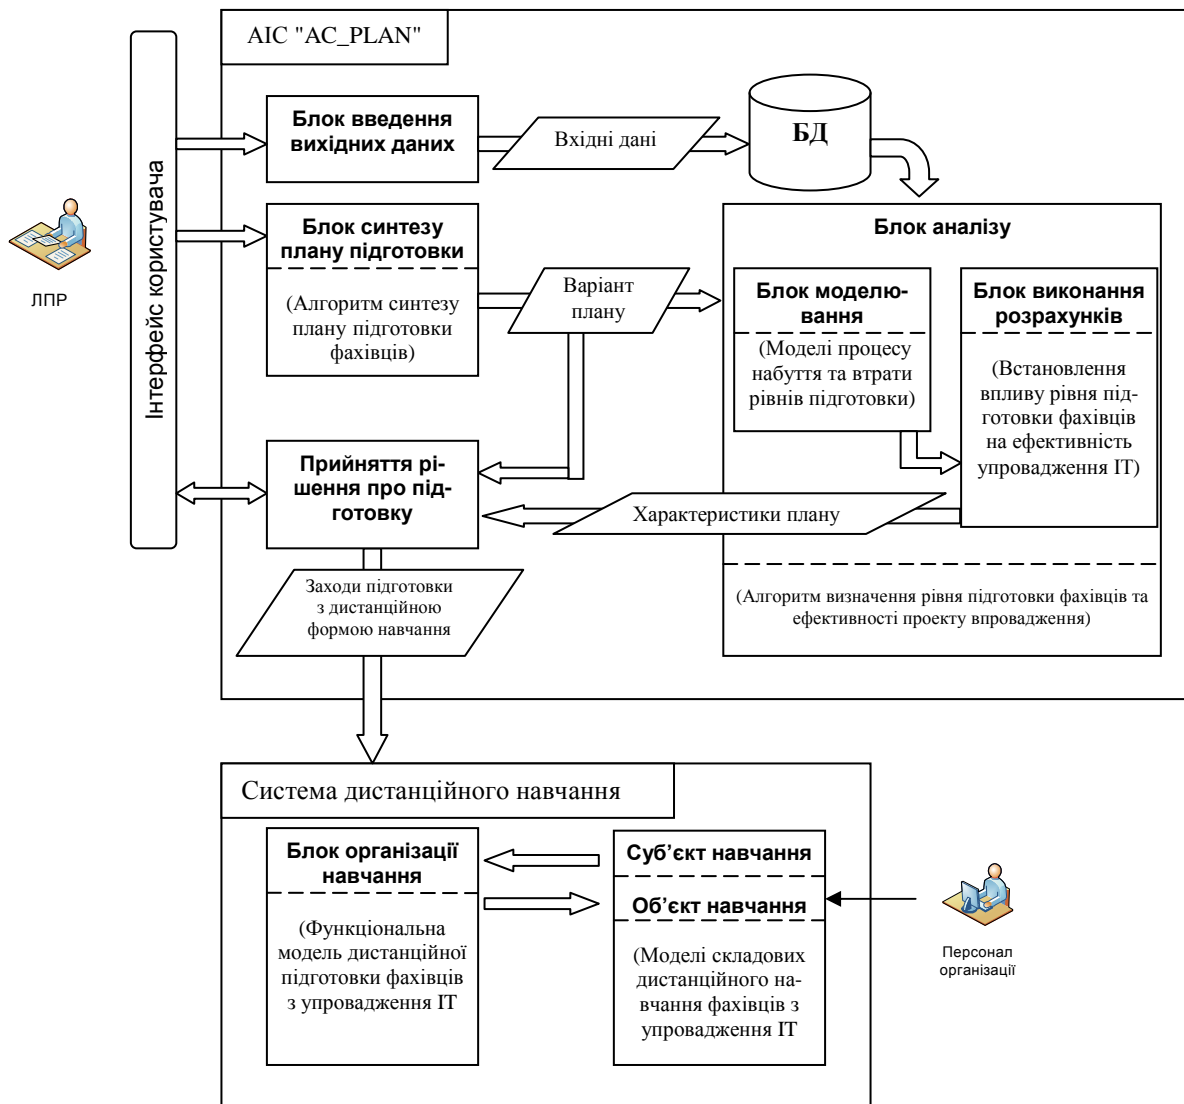 АІС "AC_PLAN"
Інтерфейс користувача
ЛПР
Блок введення
вихідних даних
Вхідні дані
БД
Блок синтезу
плану підготовки
(Алгоритм синтезу
плану підготовки
фахівців)
Варіант
плану
Блок аналізу
Блок моделю-
вання
(Моделі процесу
набуття та втрати
рівнів підготовки)
Блок виконання
розрахунків
(Встановлення
впливу рівня під-
готовки фахівців
на ефективність
упровадження ІТ)
Прийняття рі-
шення про під-
готовку
Характеристики плану
(Алгоритм визначення рівня підготовки фахівців та
ефективності проекту впровадження)
Заходи підготовки
з дистанційною
формою навчання
Система дистанційного навчання
Блок організації
навчання
(Функціональна
модель дистанційної
підготовки фахівців
з упровадження ІТ
Суб’єкт навчання
Об’єкт навчання
(Моделі складових
дистанційного на-
вчання фахівців з
упровадження ІТ
Персонал
організації